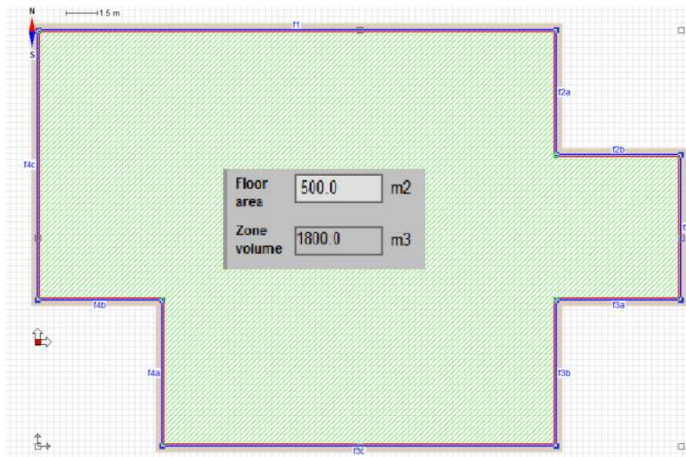 N
1.5 m
f1
S
f2a
f2b
f4c
Floor area 500.0 m2
Zone volume 1800.0 m3
f4b
f3a
f4a
f3b
f3c